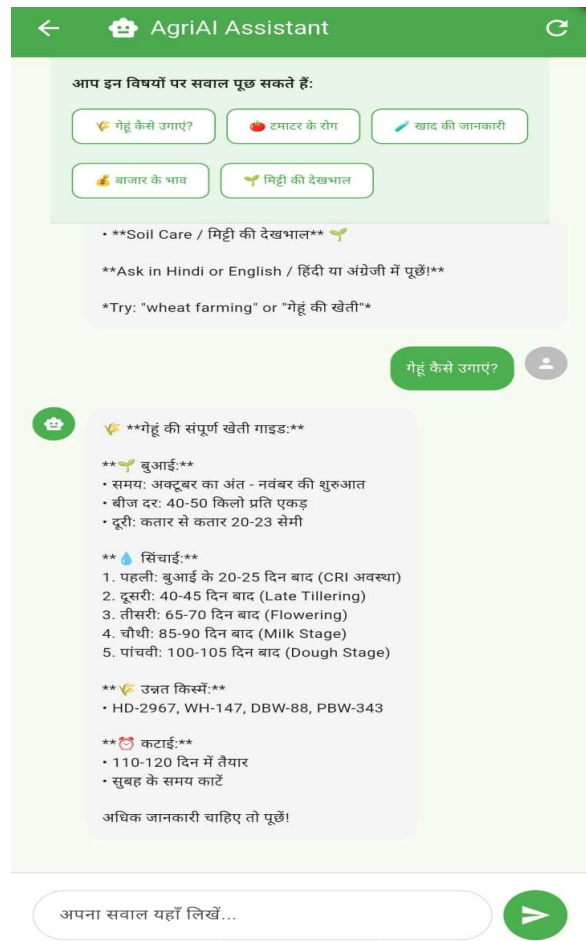 AgriAI Assistant
आप इन विषयों पर सवाल पूछ सकते हैं:
🌾 गेहूं कैसे उगाएं?
🍅 टमाटर के रोग
🧪 खाद की जानकारी
💰 बाजार के भाव
🌱 मिट्टी की देखभाल
• **Soil Care / मिट्टी की देखभाल** 🌱
**Ask in Hindi or English / हिंदी या अंग्रेजी में पूछें!**
*Try: "wheat farming" or "गेहूं की खेती"*
गेहूं कैसे उगाएं?
🌾 **गेहूं की संपूर्ण खेती गाइड:**
**🌱 बुआई:**
• समय: अक्टूबर का अंत - नवंबर की शुरुआत
• बीज दर: 40-50 किलो प्रति एकड़
• दूरी: कतार से कतार 20-23 सेमी
**💧 सिंचाई:**
1. पहली: बुआई के 20-25 दिन बाद (CRI अवस्था)
2. दूसरी: 40-45 दिन बाद (Late Tillering)
3. तीसरी: 65-70 दिन बाद (Flowering)
4. चौथी: 85-90 दिन बाद (Milk Stage)
5. पांचवी: 100-105 दिन बाद (Dough Stage)
**🌾 उन्नत किस्में:**
• HD-2967, WH-147, DBW-88, PBW-343
**⏰ कटाई:**
• 110-120 दिन में तैयार
• सुबह के समय काटें
अधिक जानकारी चाहिए तो पूछें!
अपना सवाल यहाँ लिखें...